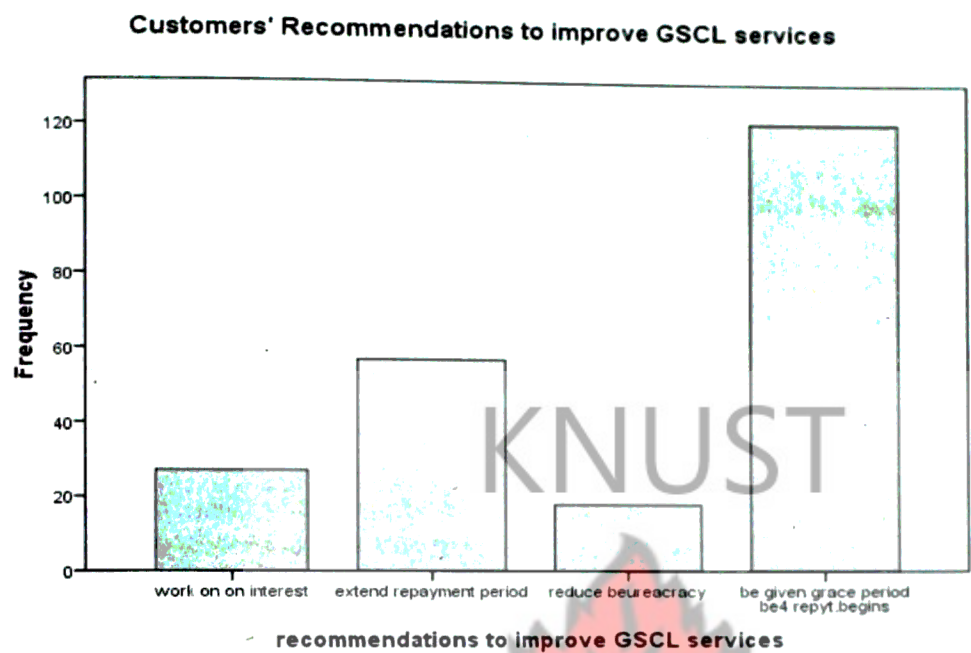 Customers' Recommendations to improve GSCL services
Frequency
120
100
80
60
40
20
0
work on on interest
extend repayment period
reduce beureacracy
be given grace period
be4 repyt.begins
recommendations to improve GSCL services
KNUST